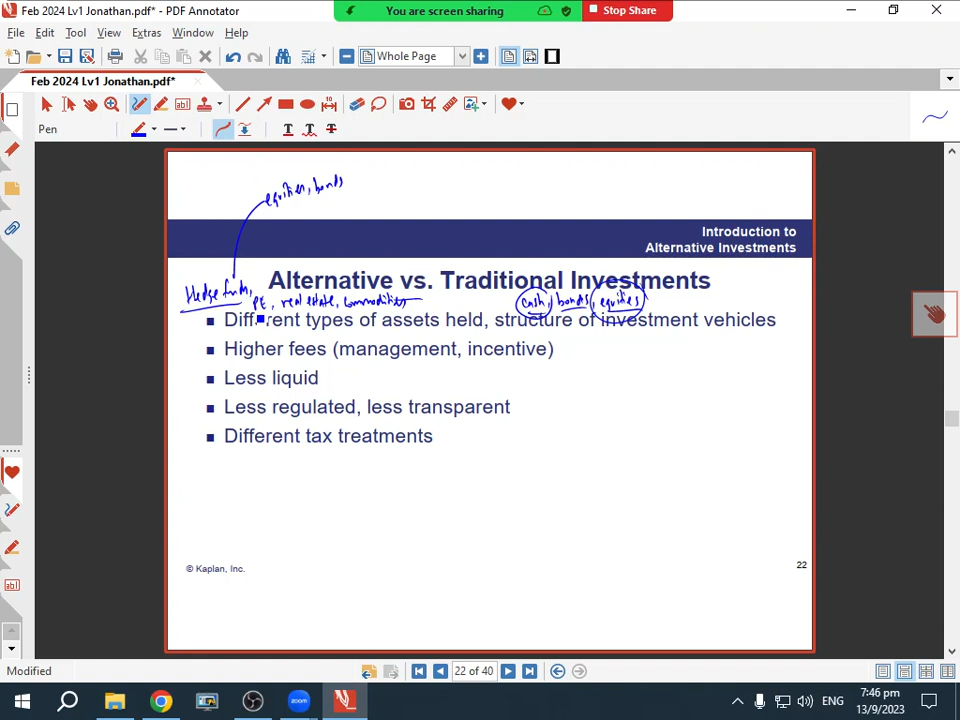 Feb 2024 Lv1 Jonathan.pdf* - PDF Annotator
You are screen sharing
Stop Share
File Edit Tool View Extras Window Help
Whole Page
Feb 2024 Lv1 Jonathan.pdf*
Pen
equities, bonds
Introduction to
Alternative Investments
Alternative vs. Traditional Investments
Hedge funds, PE, real estate, commodities
cash, bonds, equities
Different types of assets held, structure of investment vehicles
Higher fees (management, incentive)
Less liquid
Less regulated, less transparent
Different tax treatments
© Kaplan, Inc.
22
Modified
22 of 40
zoom
ENG
7:46 pm
13/9/2023